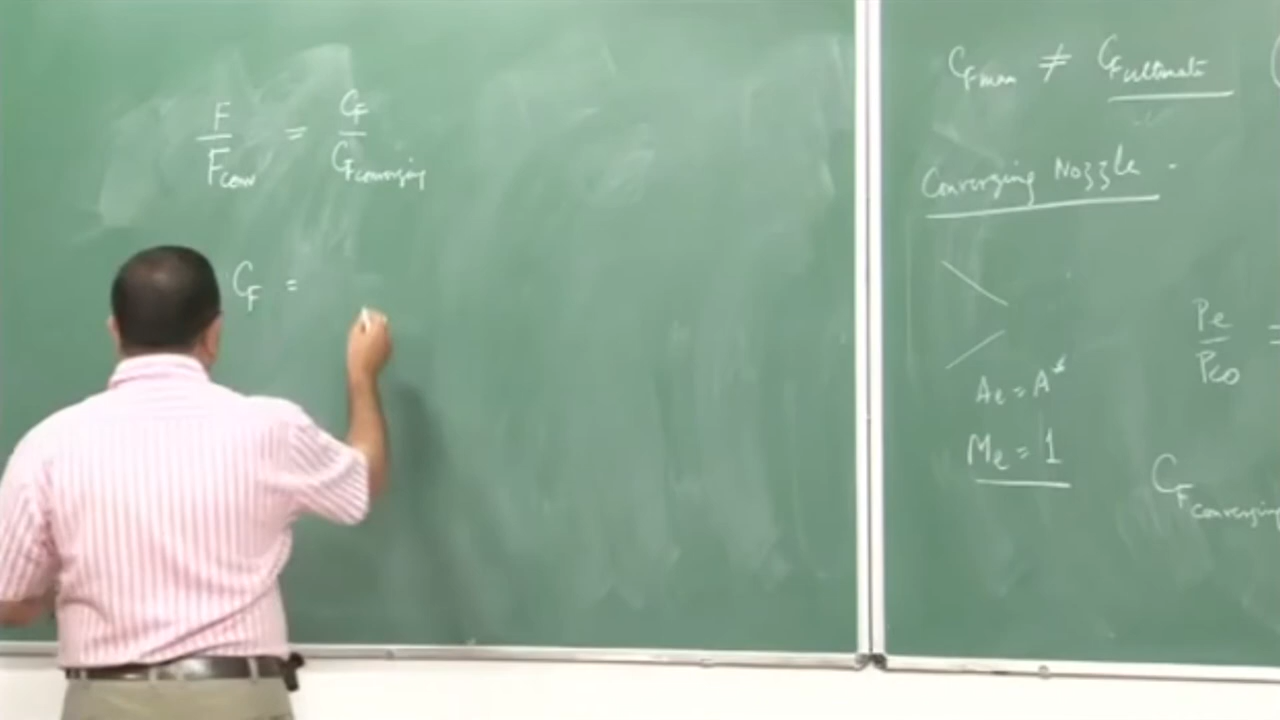 F / F_conv = C_F / C_F converging
C_F =
C_F max ≠ C_F ultimate (
Converging Nozzle -
Pe / Pco =
Ae = A*
Me = 1
C_F converging